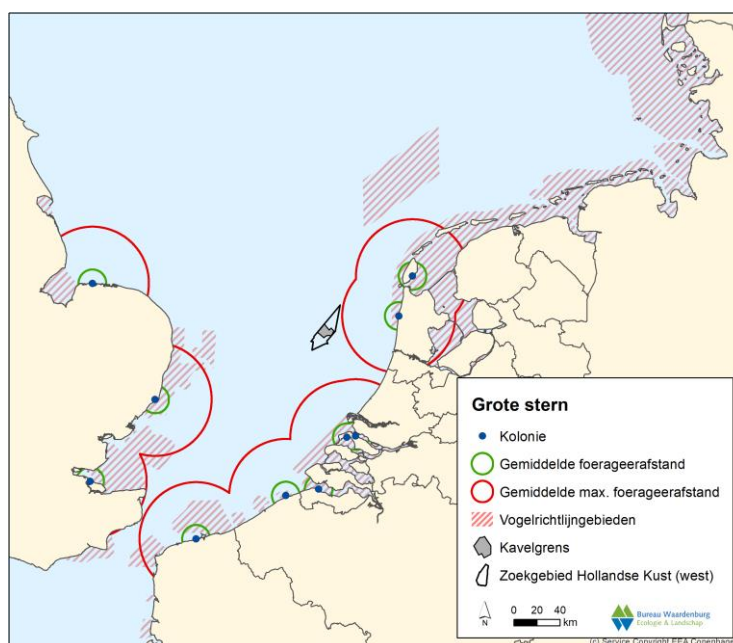 Grote stern
Kolonie
Gemiddelde foerageerafstand
Gemiddelde max. foerageerafstand
Vogelrichtlijngebieden
Kavelgrens
Zoekgebied Hollandse Kust (west)
N
0 20 40
km
Bureau Waardenburg
Ecologie & Landschap
(c) Service Copyright EEA Copenhage